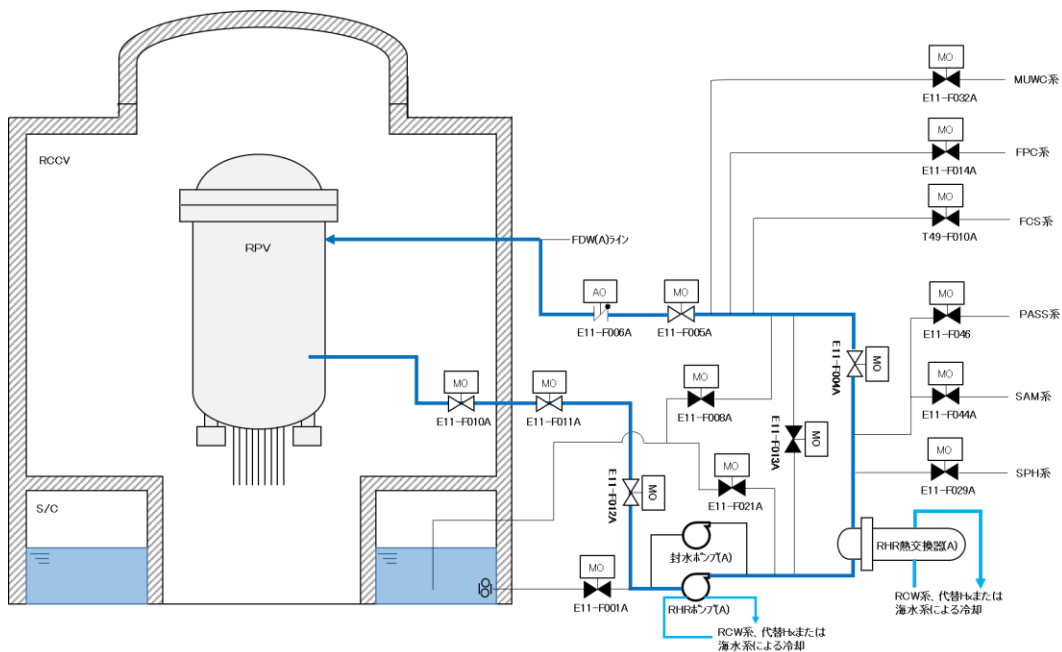 MO
MUWC系
E11-F032A
MO
FPC系
E11-F014A
MO
FCS系
T49-F010A
RCCV
RPV
FDW(A)ライン
AO
E11-F006A
MO
E11-F005A
MO
PASS系
E11-F046
E11-F004A
MO
MO
SAM系
E11-F044A
MO
E11-F010A
MO
E11-F011A
MO
E11-F008A
E11-F013A
MO
MO
SPH系
E11-F029A
E11-F012A
MO
MO
E11-F021A
S/C
封水ポンプ(A)
RHR熱交換器(A)
MO
E11-F001A
RHRポンプ(A)
RCW系、代替Hxまたは
海水系による冷却
RCW系、代替Hxまたは
海水系による冷却